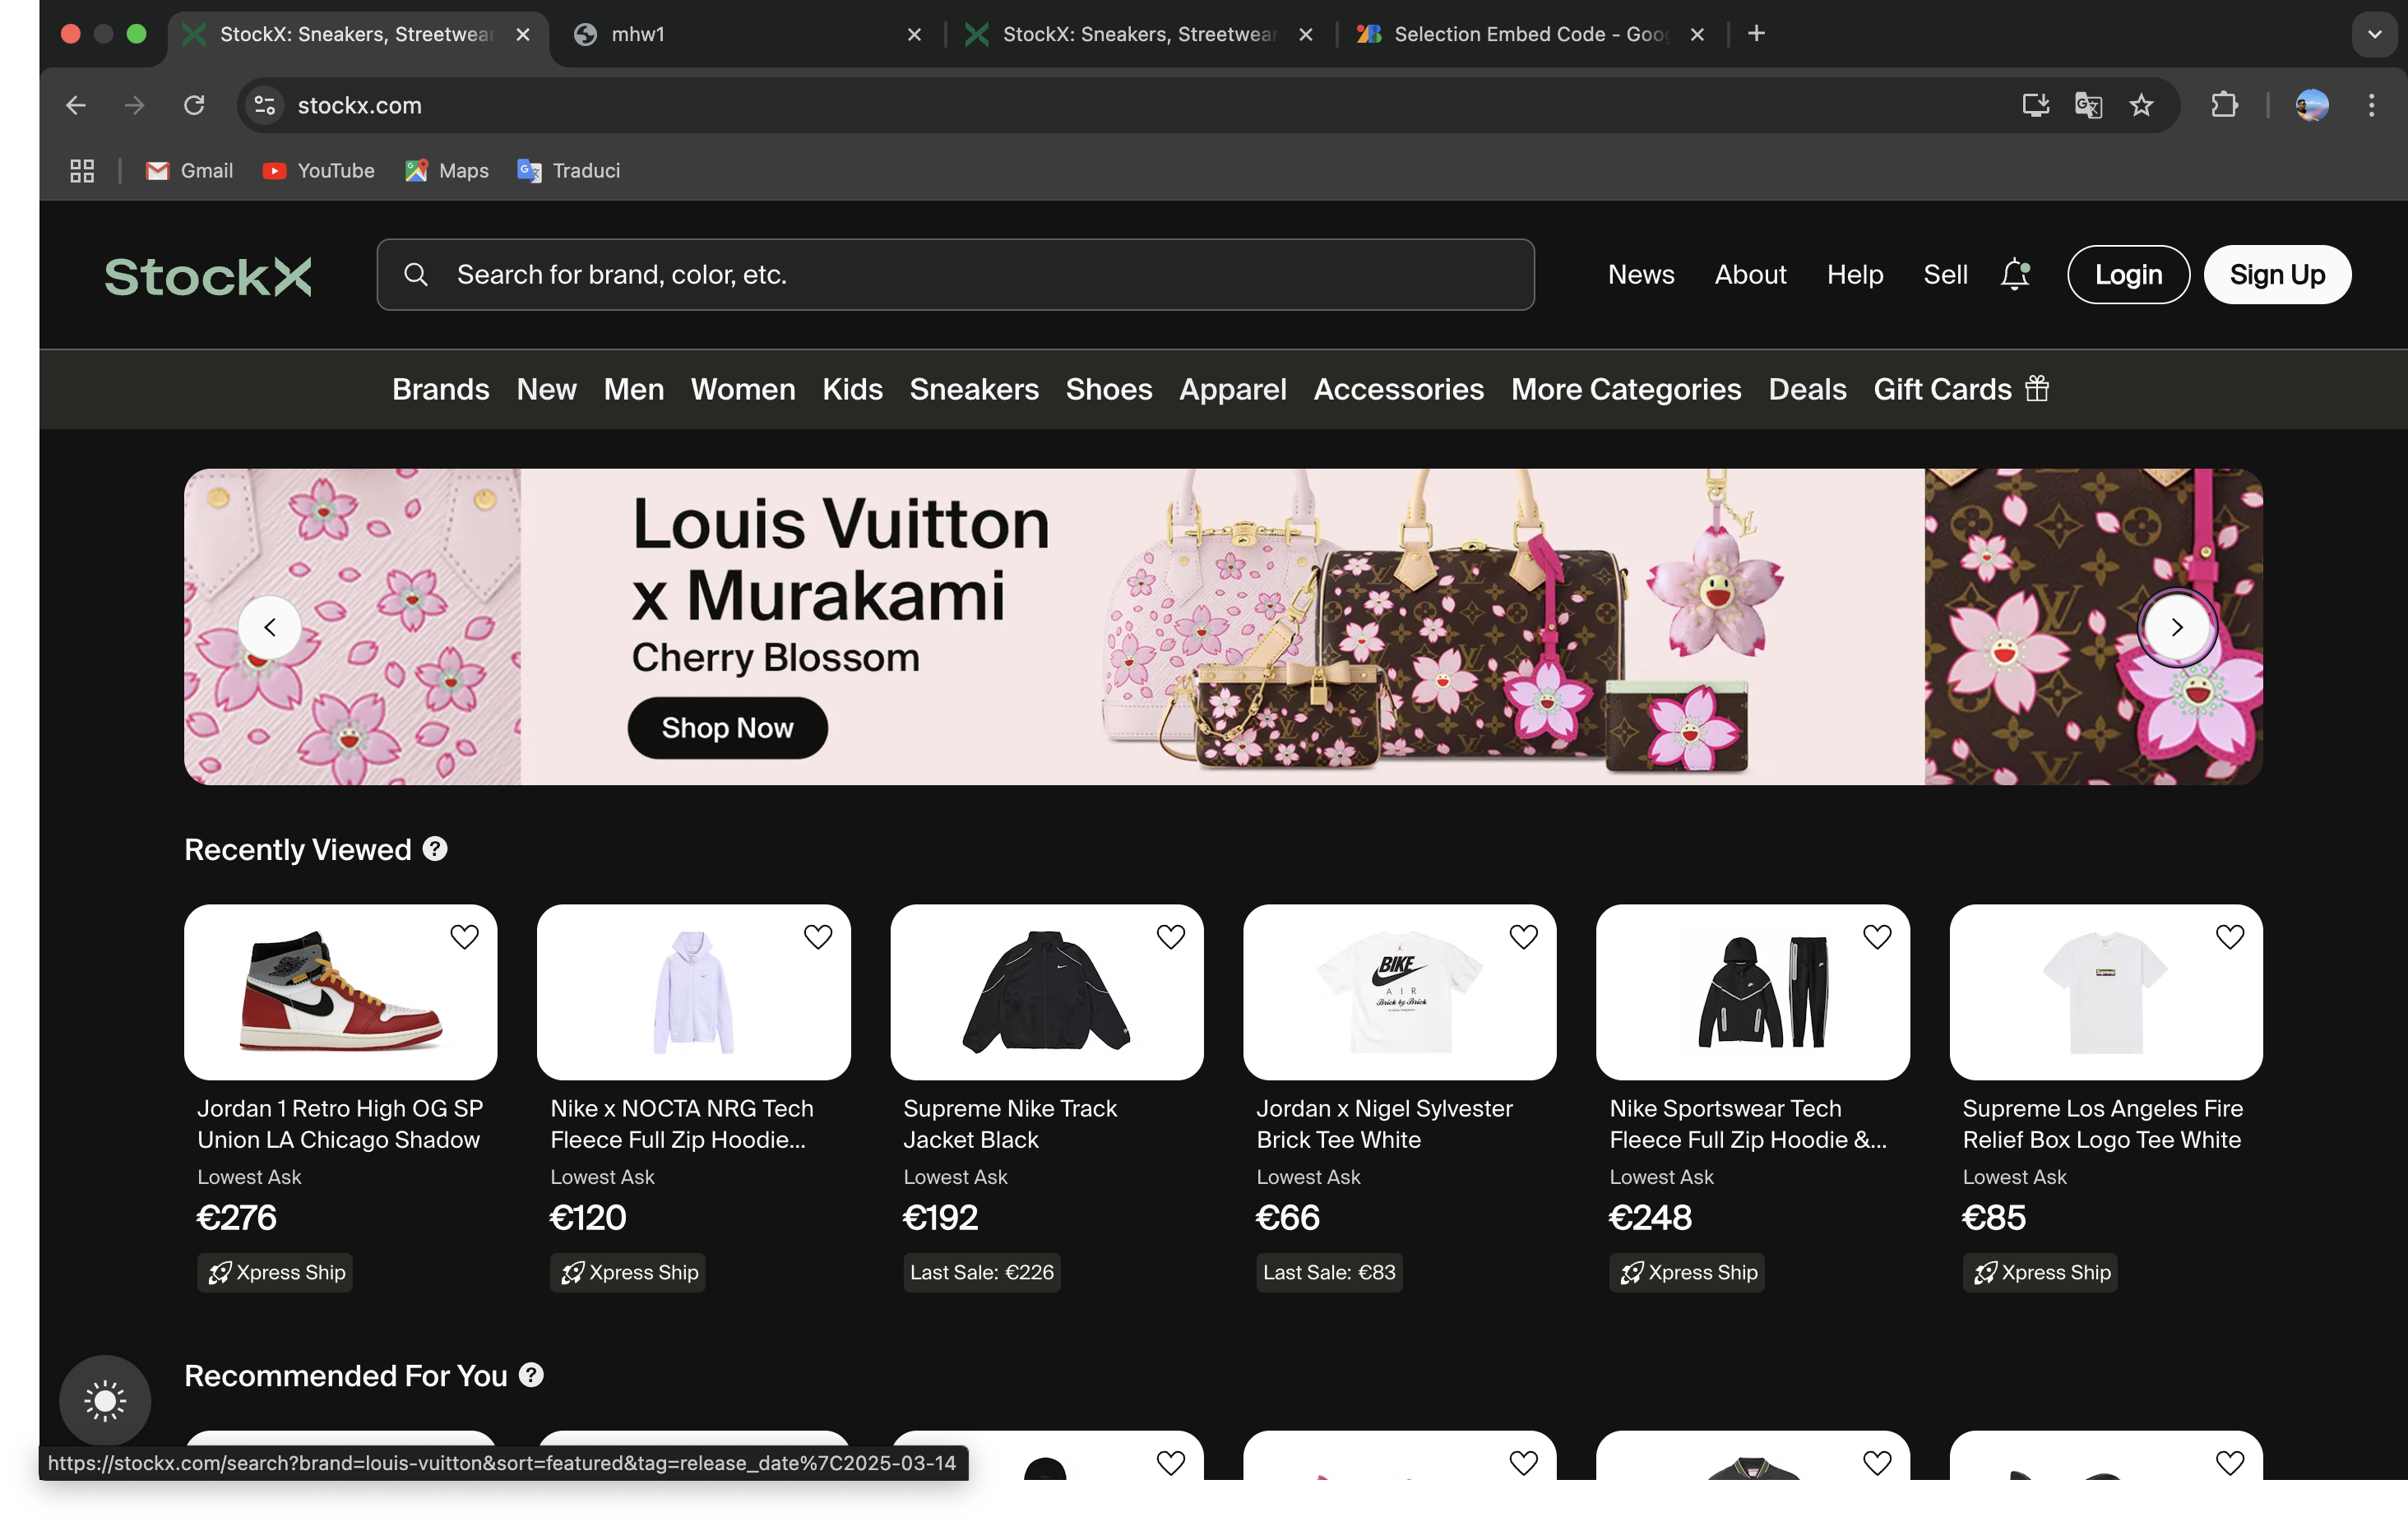 StockX: Sneakers, Streetwear
mhw1
StockX: Sneakers, Streetwear
Selection Embed Code - Goog
stockx.com
Gmail
YouTube
Maps
Traduci
StockX
Search for brand, color, etc.
News
About
Help
Sell
Login
Sign Up
Brands
New
Men
Women
Kids
Sneakers
Shoes
Apparel
Accessories
More Categories
Deals
Gift Cards
Louis Vuitton
x Murakami
Cherry Blossom
Shop Now
Recently Viewed
BIKE
AIR
Brick by Brick
Supreme
Jordan 1 Retro High OG SP
Union LA Chicago Shadow
Lowest Ask
€276
Xpress Ship
Nike x NOCTA NRG Tech
Fleece Full Zip Hoodie...
Lowest Ask
€120
Xpress Ship
Supreme Nike Track
Jacket Black
Lowest Ask
€192
Last Sale: €226
Jordan x Nigel Sylvester
Brick Tee White
Lowest Ask
€66
Last Sale: €83
Nike Sportswear Tech
Fleece Full Zip Hoodie &...
Lowest Ask
€248
Xpress Ship
Supreme Los Angeles Fire
Relief Box Logo Tee White
Lowest Ask
€85
Xpress Ship
Recommended For You
https://stockx.com/search?brand=louis-vuitton&sort=featured&tag=release_date%7C2025-03-14